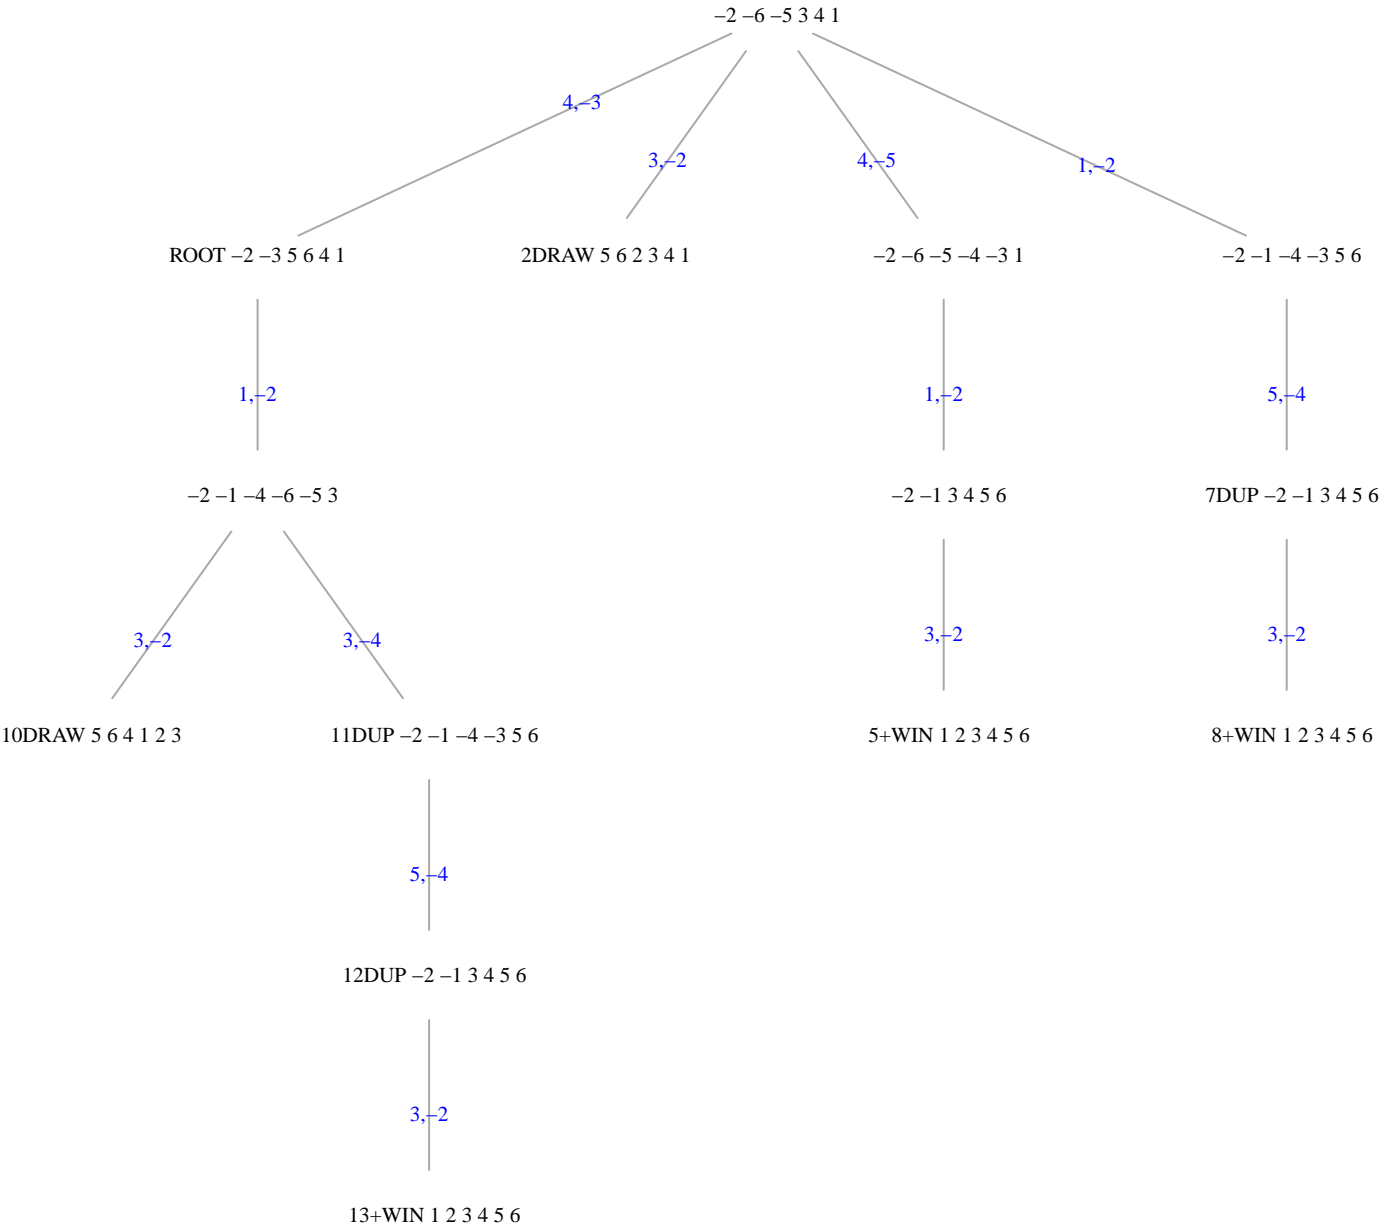 −2 −6 −5 3 4 1
4,−3
3,−2
4,−5
1,−2
ROOT −2 −3 5 6 4 1
2DRAW 5 6 2 3 4 1
−2 −6 −5 −4 −3 1
−2 −1 −4 −3 5 6
1,−2
1,−2
5,−4
−2 −1 −4 −6 −5 3
−2 −1 3 4 5 6
7DUP −2 −1 3 4 5 6
3,−2
3,−4
3,−2
3,−2
10DRAW 5 6 4 1 2 3
11DUP −2 −1 −4 −3 5 6
5+WIN 1 2 3 4 5 6
8+WIN 1 2 3 4 5 6
5,−4
12DUP −2 −1 3 4 5 6
3,−2
13+WIN 1 2 3 4 5 6